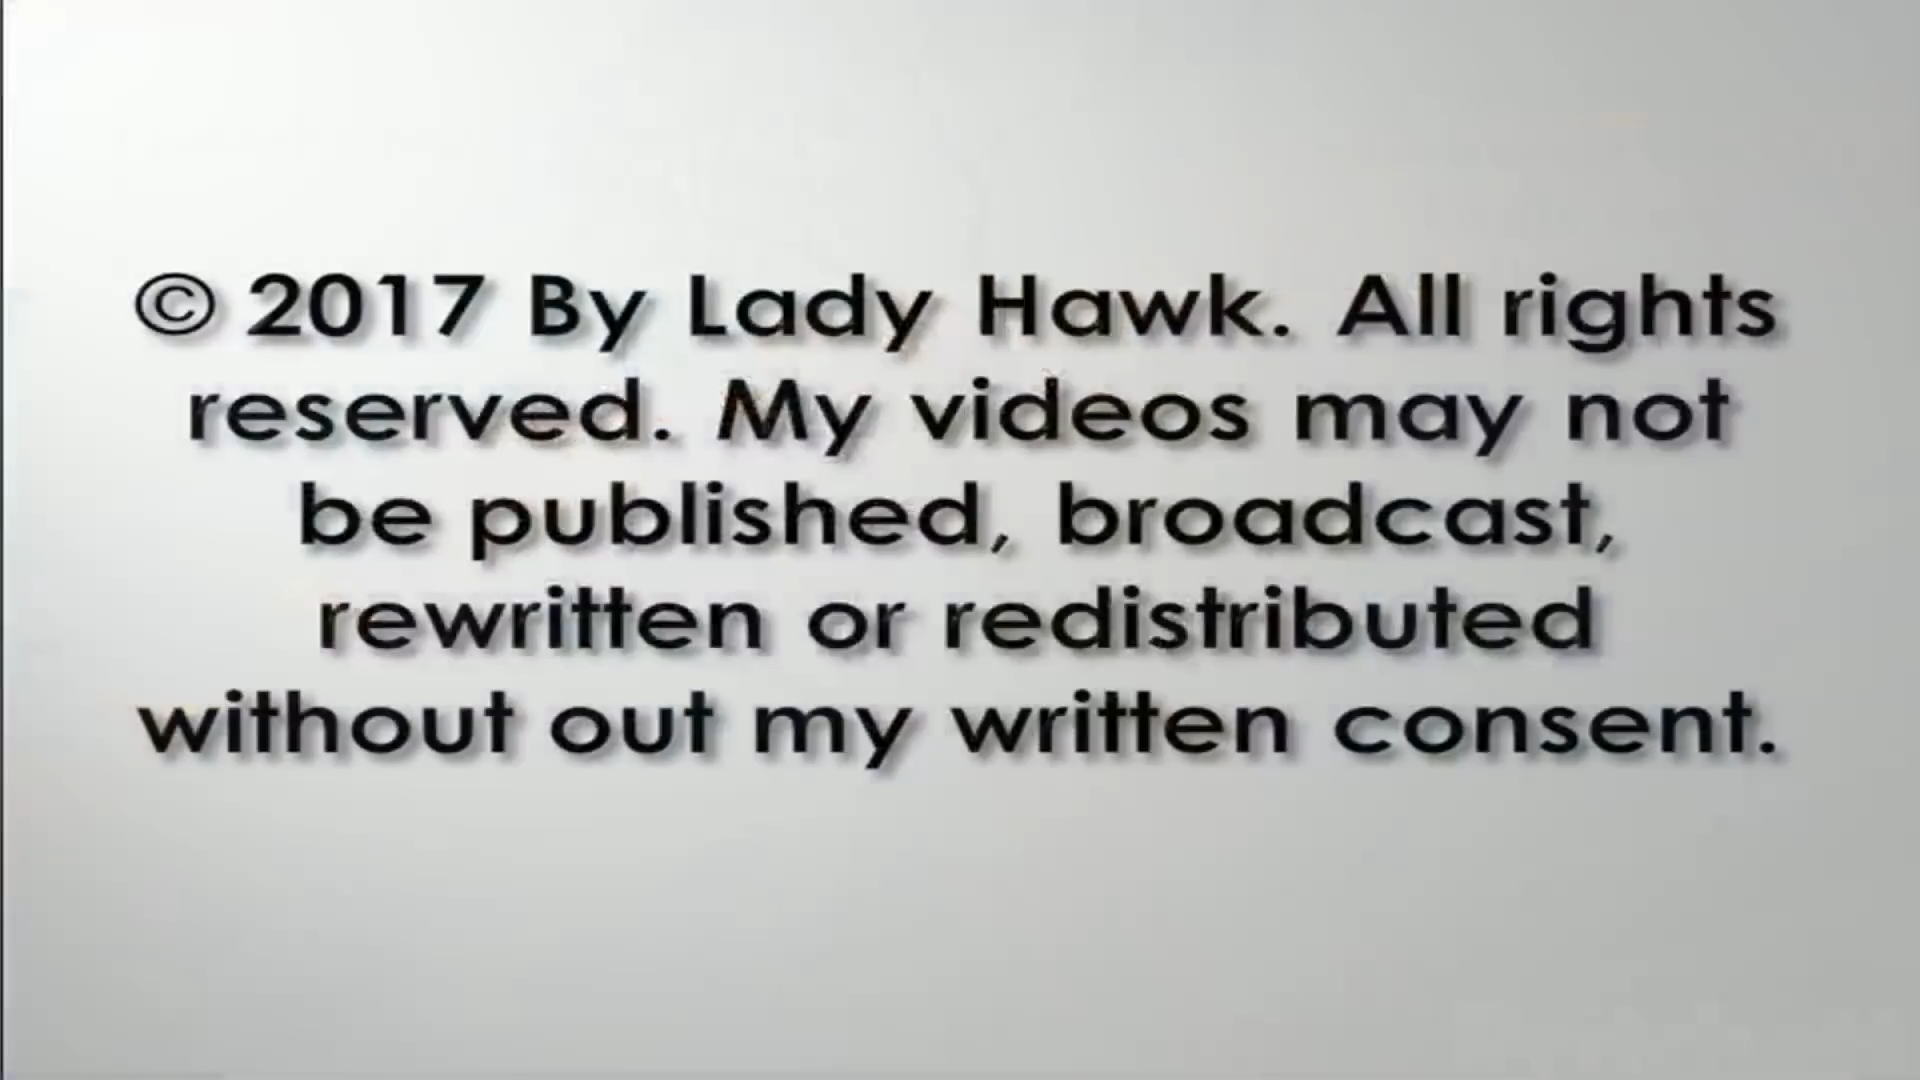 © 2017 By Lady Hawk. All rights
reserved. My videos may not
be published, broadcast,
rewritten or redistributed
without out my written consent.